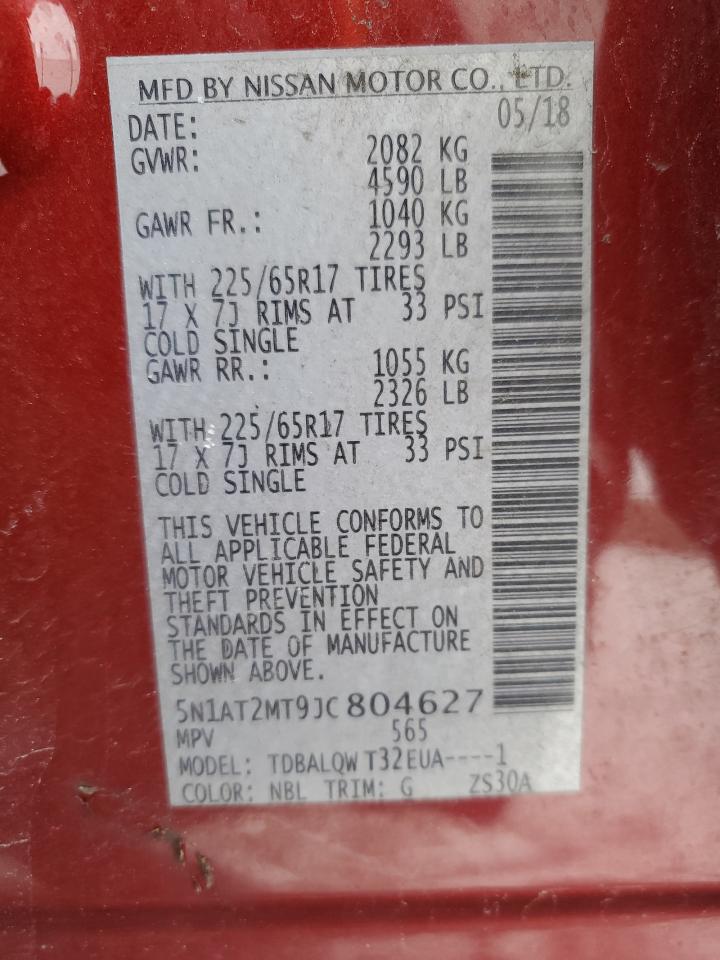 MFD BY NISSAN MOTOR CO., LTD.
DATE: 05/18
GVWR: 2082 KG
4590 LB
GAWR FR.: 1040 KG
2293 LB
WITH 225/65R17 TIRES
17 X 7J RIMS AT 33 PSI
COLD SINGLE
GAWR RR.: 1055 KG
2326 LB
WITH 225/65R17 TIRES
17 X 7J RIMS AT 33 PSI
COLD SINGLE
THIS VEHICLE CONFORMS TO
ALL APPLICABLE FEDERAL
MOTOR VEHICLE SAFETY AND
THEFT PREVENTION
STANDARDS IN EFFECT ON
THE DATE OF MANUFACTURE
SHOWN ABOVE.
5N1AT2MT9JC804627
MPV 565
MODEL: TDBALQW T32EUA----1
COLOR: NBL TRIM: G ZS30A